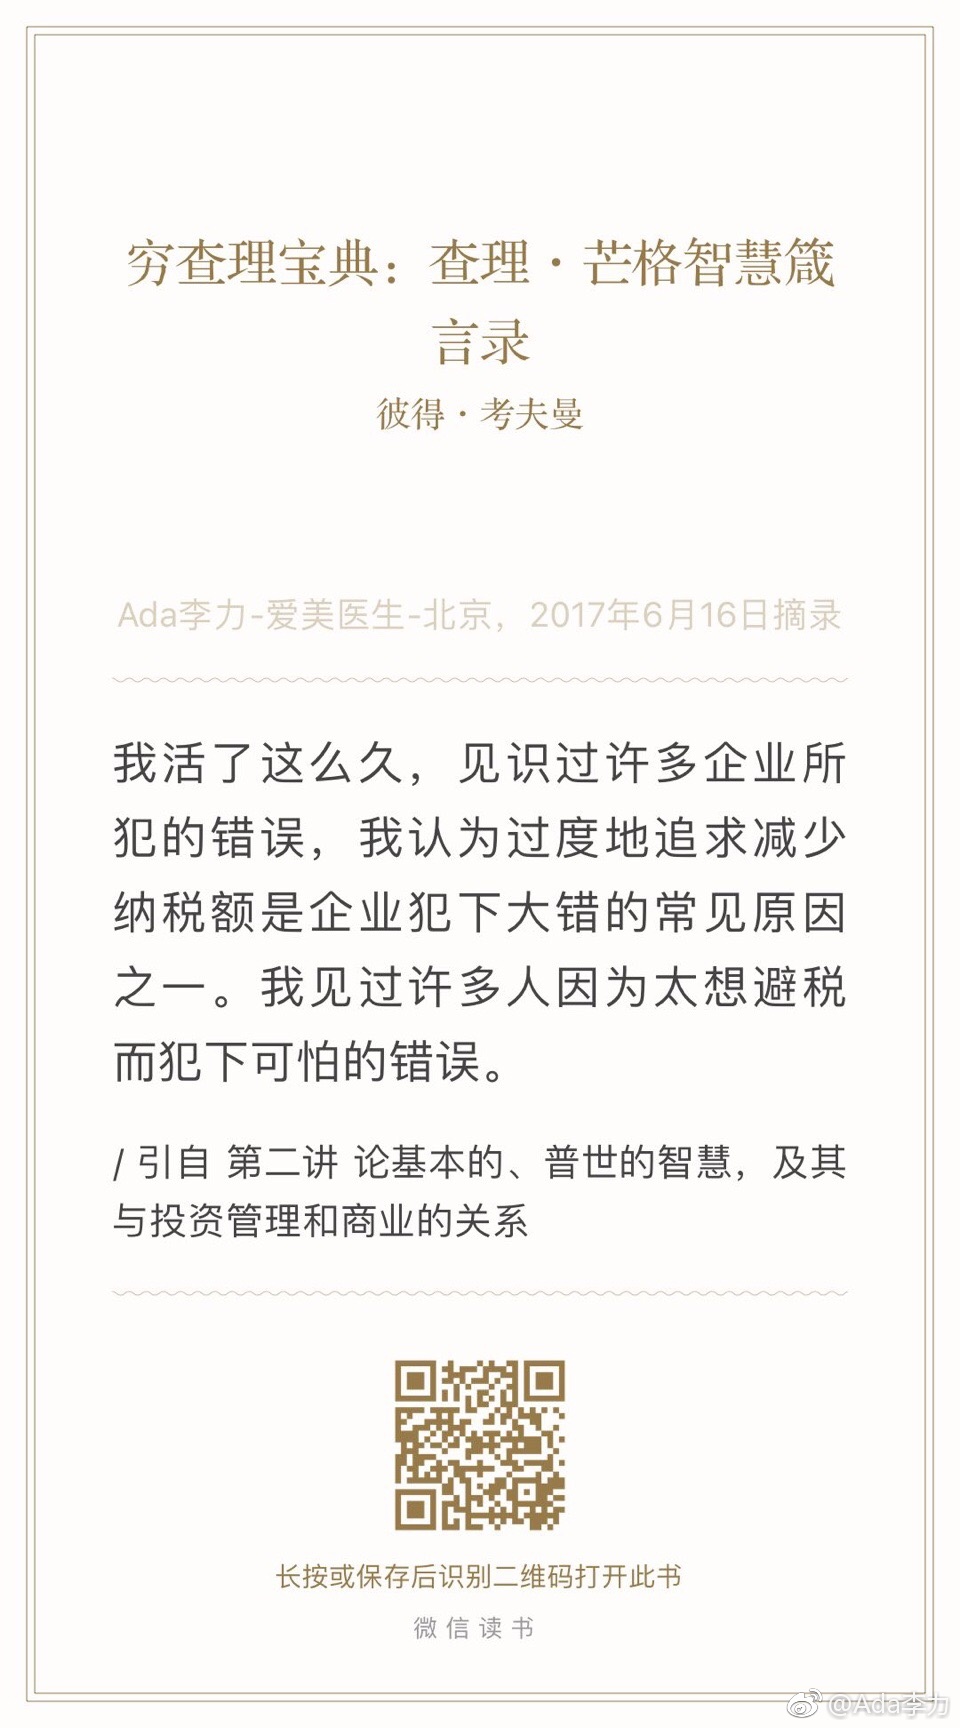 穷查理宝典：查理·芒格智慧箴
言录
彼得·考夫曼
Ada李力-爱美医生-北京，2017年6月16日摘录
我活了这么久，见识过许多企业所
犯的错误，我认为过度地追求减少
纳税额是企业犯下大错的常见原因
之一。我见过许多人因为太想避税
而犯下可怕的错误。
/ 引自 第二讲 论基本的、普世的智慧，及其
与投资管理和商业的关系
长按或保存后识别二维码打开此书
微信读书
@Ada李力